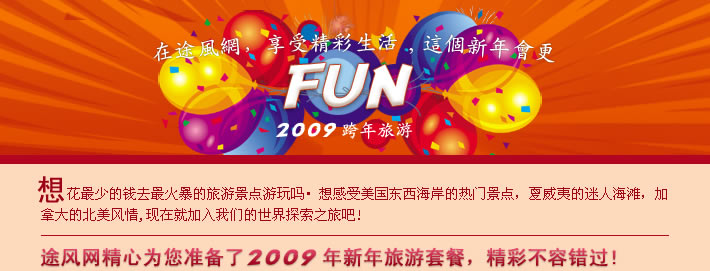 在途風網，享受精彩生活，這個新年會更
FUN
2009 跨年旅游
想花最少的钱去最火暴的旅游景点游玩吗·想感受美国东西海岸的热门景点，夏威夷的迷人海滩，加
拿大的北美风情,现在就加入我们的世界探索之旅吧!
途风网精心为您准备了2009 年新年旅游套餐，精彩不容错过！